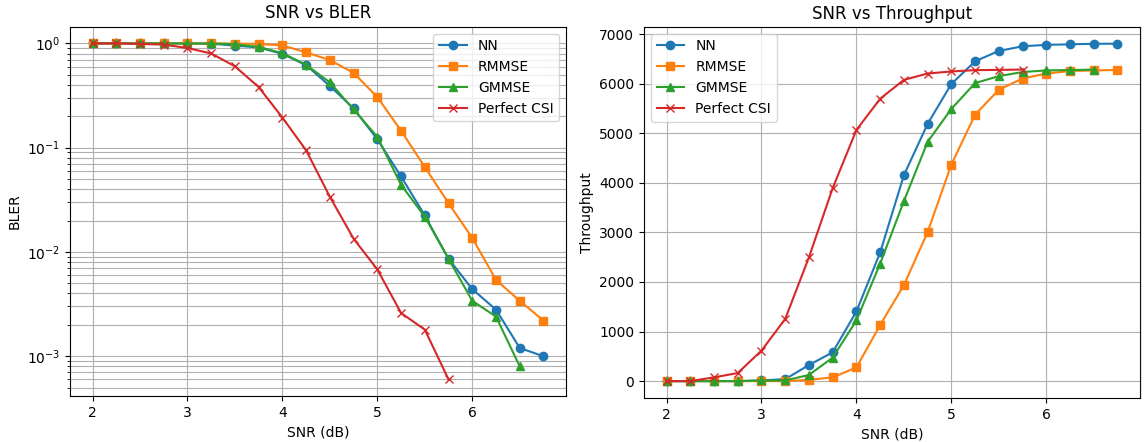 SNR vs BLER
BLER
10⁰
10⁻¹
10⁻²
10⁻³
NN
RMMSE
GMMSE
Perfect CSI
2 3 4 5 6
SNR (dB)
SNR vs Throughput
Throughput
7000
6000
5000
4000
3000
2000
1000
0
NN
RMMSE
GMMSE
Perfect CSI
2 3 4 5 6
SNR (dB)